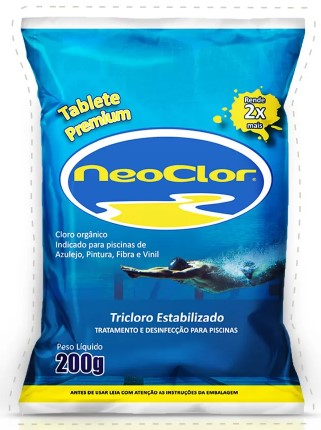 Tablete
Premium
Rende
2x
mais
NeoClor
Cloro orgânico
Indicado para piscinas de
Azulejo, Pintura, Fibra e Vinil
Tricloro Estabilizado
TRATAMENTO E DESINFECÇÃO PARA PISCINAS
Peso Líquido
200g
ANTES DE USAR LEIA COM ATENÇÃO AS INSTRUÇÕES DA EMBALAGEM